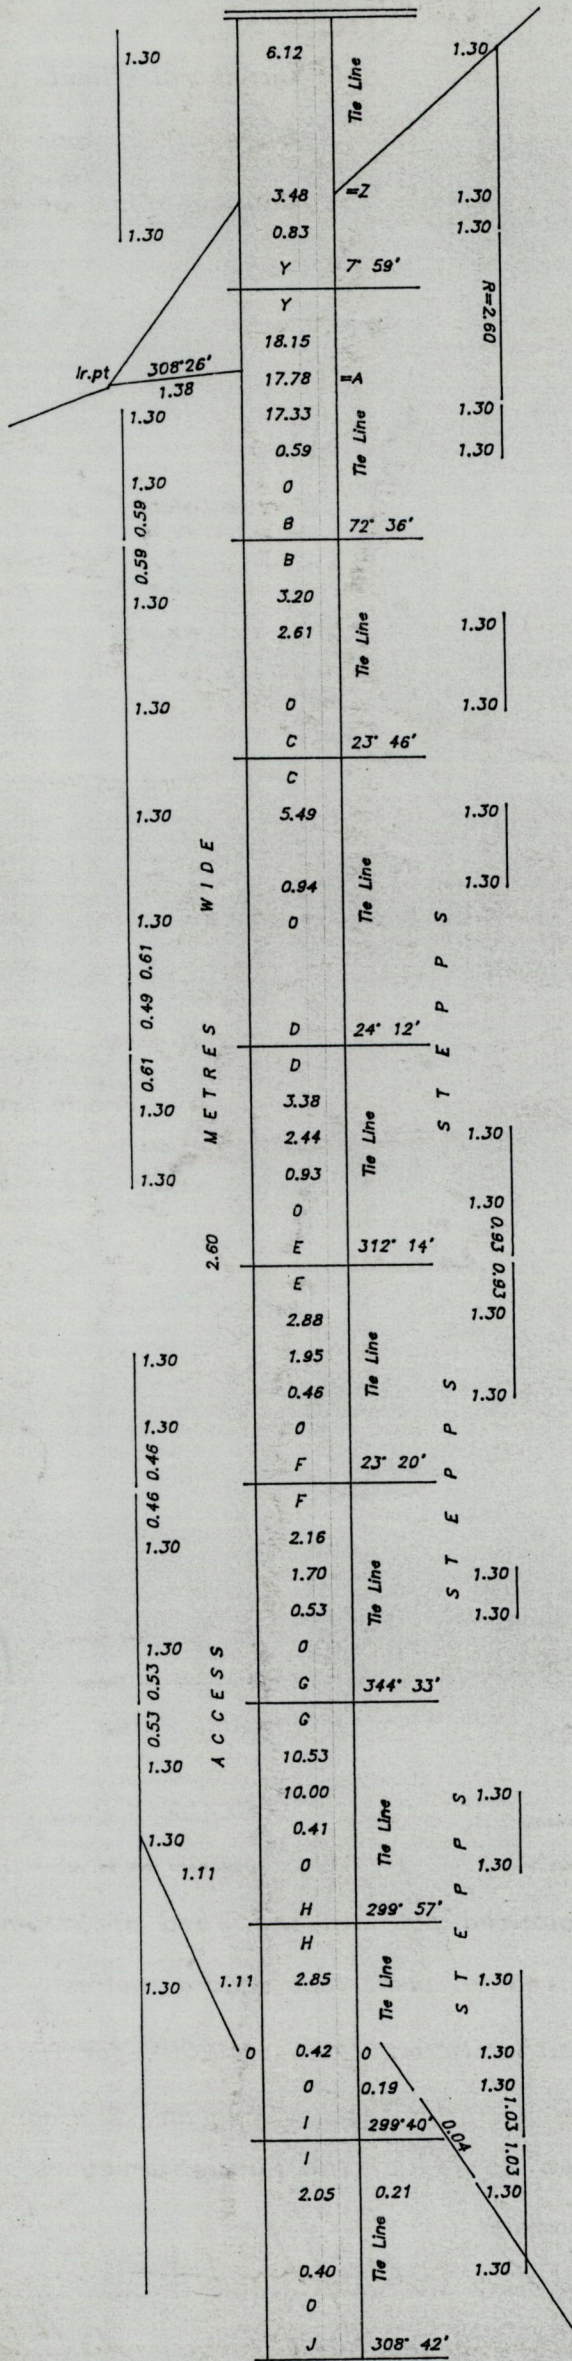 1.30 6.12 Tie Line 1.30
3.48 =Z 1.30
1.30 0.83 1.30
Y 7° 59' R=2.60
Y
18.15
Ir.pt 308°26' 17.78 =A
1.38
1.30 17.33 Tie Line 1.30
0.59 1.30
1.30 0
0.59 B 72° 36'
0.59 B
1.30 3.20 Tie Line 1.30
2.61
1.30 0 1.30
C 23° 46'
C
1.30 5.49 Tie Line 1.30
0.94 1.30
1.30 0
0.61
0.49 D 24° 12'
0.61 D
1.30 3.38 Tie Line 1.30
2.44
1.30 0.93 1.30
0 0.93
E 312° 14'
E 0.93
2.88 Tie Line 1.30
1.30 1.95
0.46 1.30
1.30 0
0.46 F 23° 20'
0.46 F
1.30 2.16 Tie Line
1.70 1.30
0.53 1.30
1.30 0
0.53 G 344° 33'
0.53 G
1.30 10.53 Tie Line
10.00 1.30
1.30 0.41
1.11 0 1.30
H 299° 57'
H
1.30 1.11 2.85 Tie Line 1.30
0 0.42 0 1.30
0 0.19 1.30
I 299°40' 0.04 1.03
I 1.03
2.05 0.21 1.30
0.40 Tie Line 1.30
0
J 308° 42'
ACCESS 2.60 METRES WIDE
STEPPS
STEPPS
STEPPS